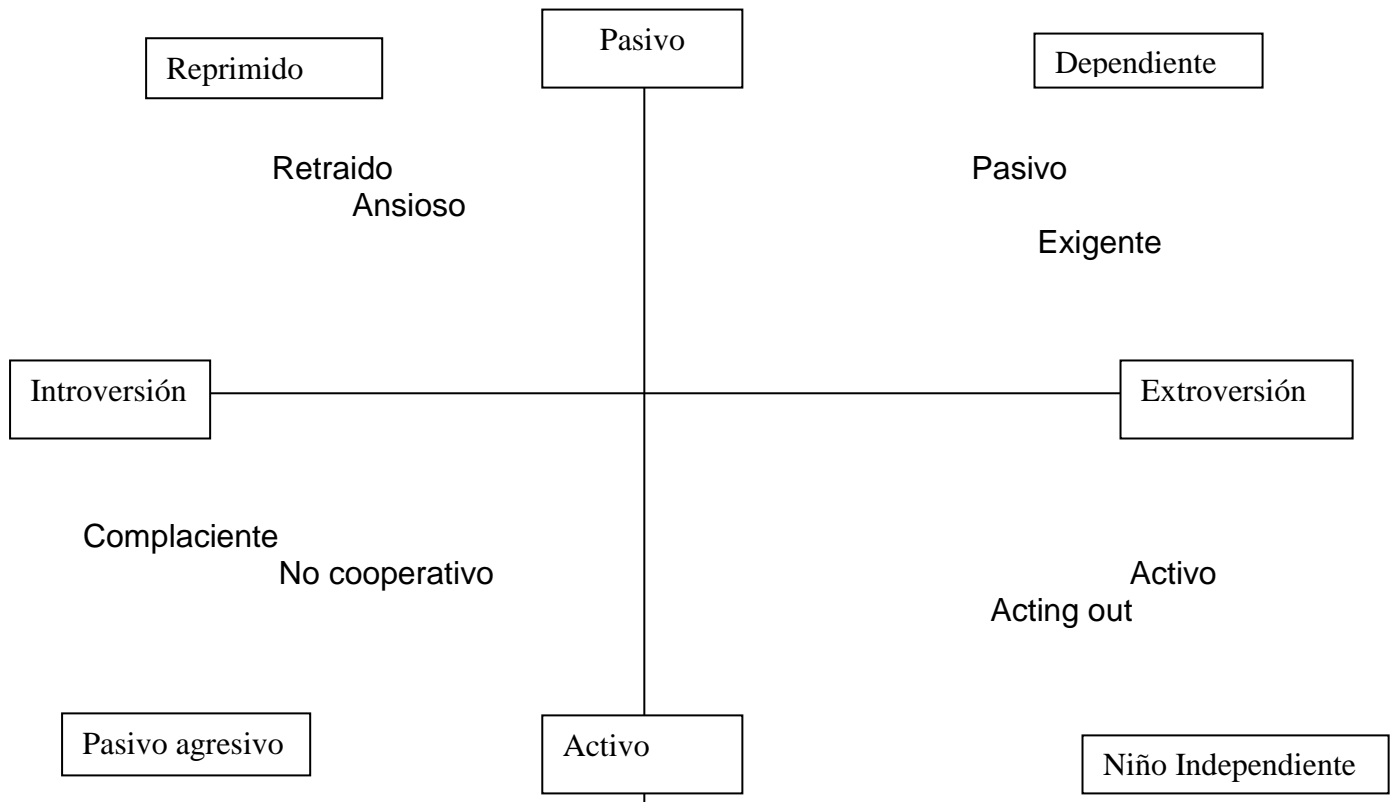 Pasivo
Reprimido
Dependiente
Retraido
Ansioso
Pasivo
Exigente
Introversión
Extroversión
Complaciente
No cooperativo
Activo
Acting out
Pasivo agresivo
Activo
Niño Independiente